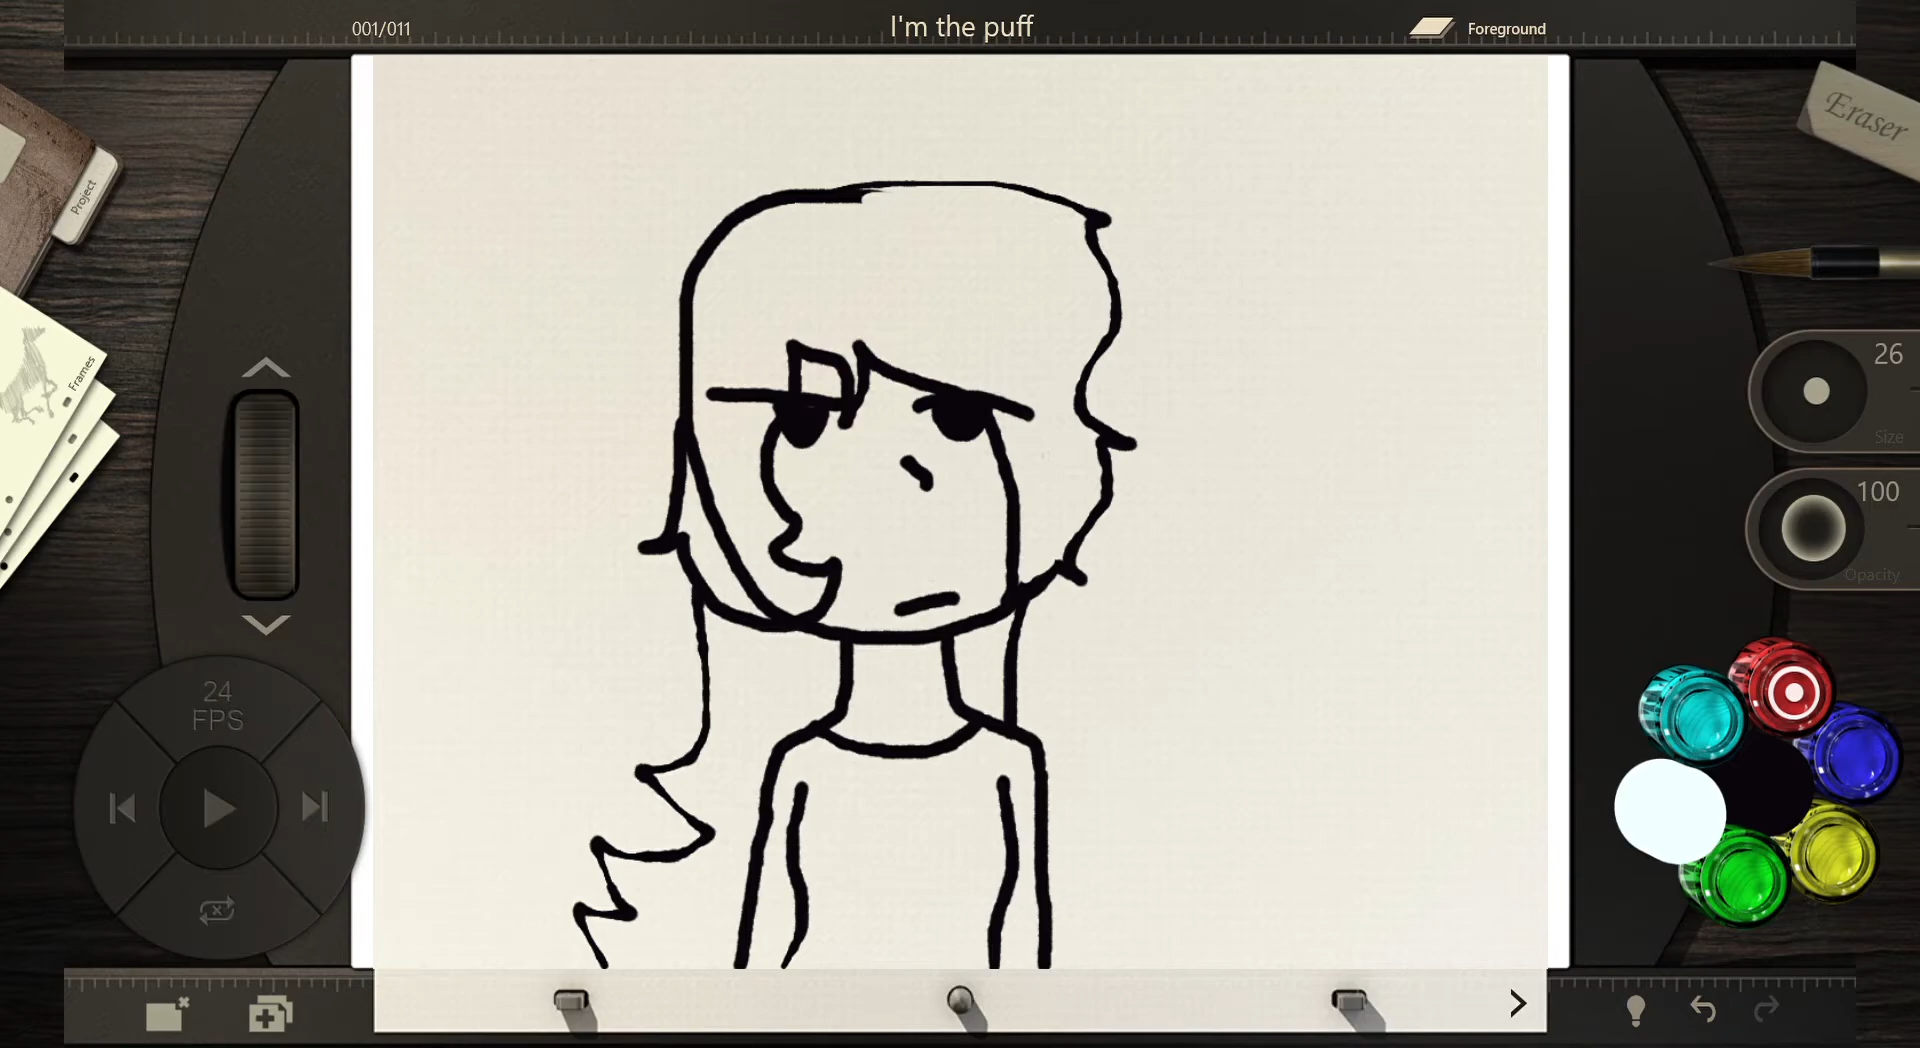 001/011
I'm the puff
Foreground
Eraser
Project
Frames
26
Size
100
Opacity
24
FPS